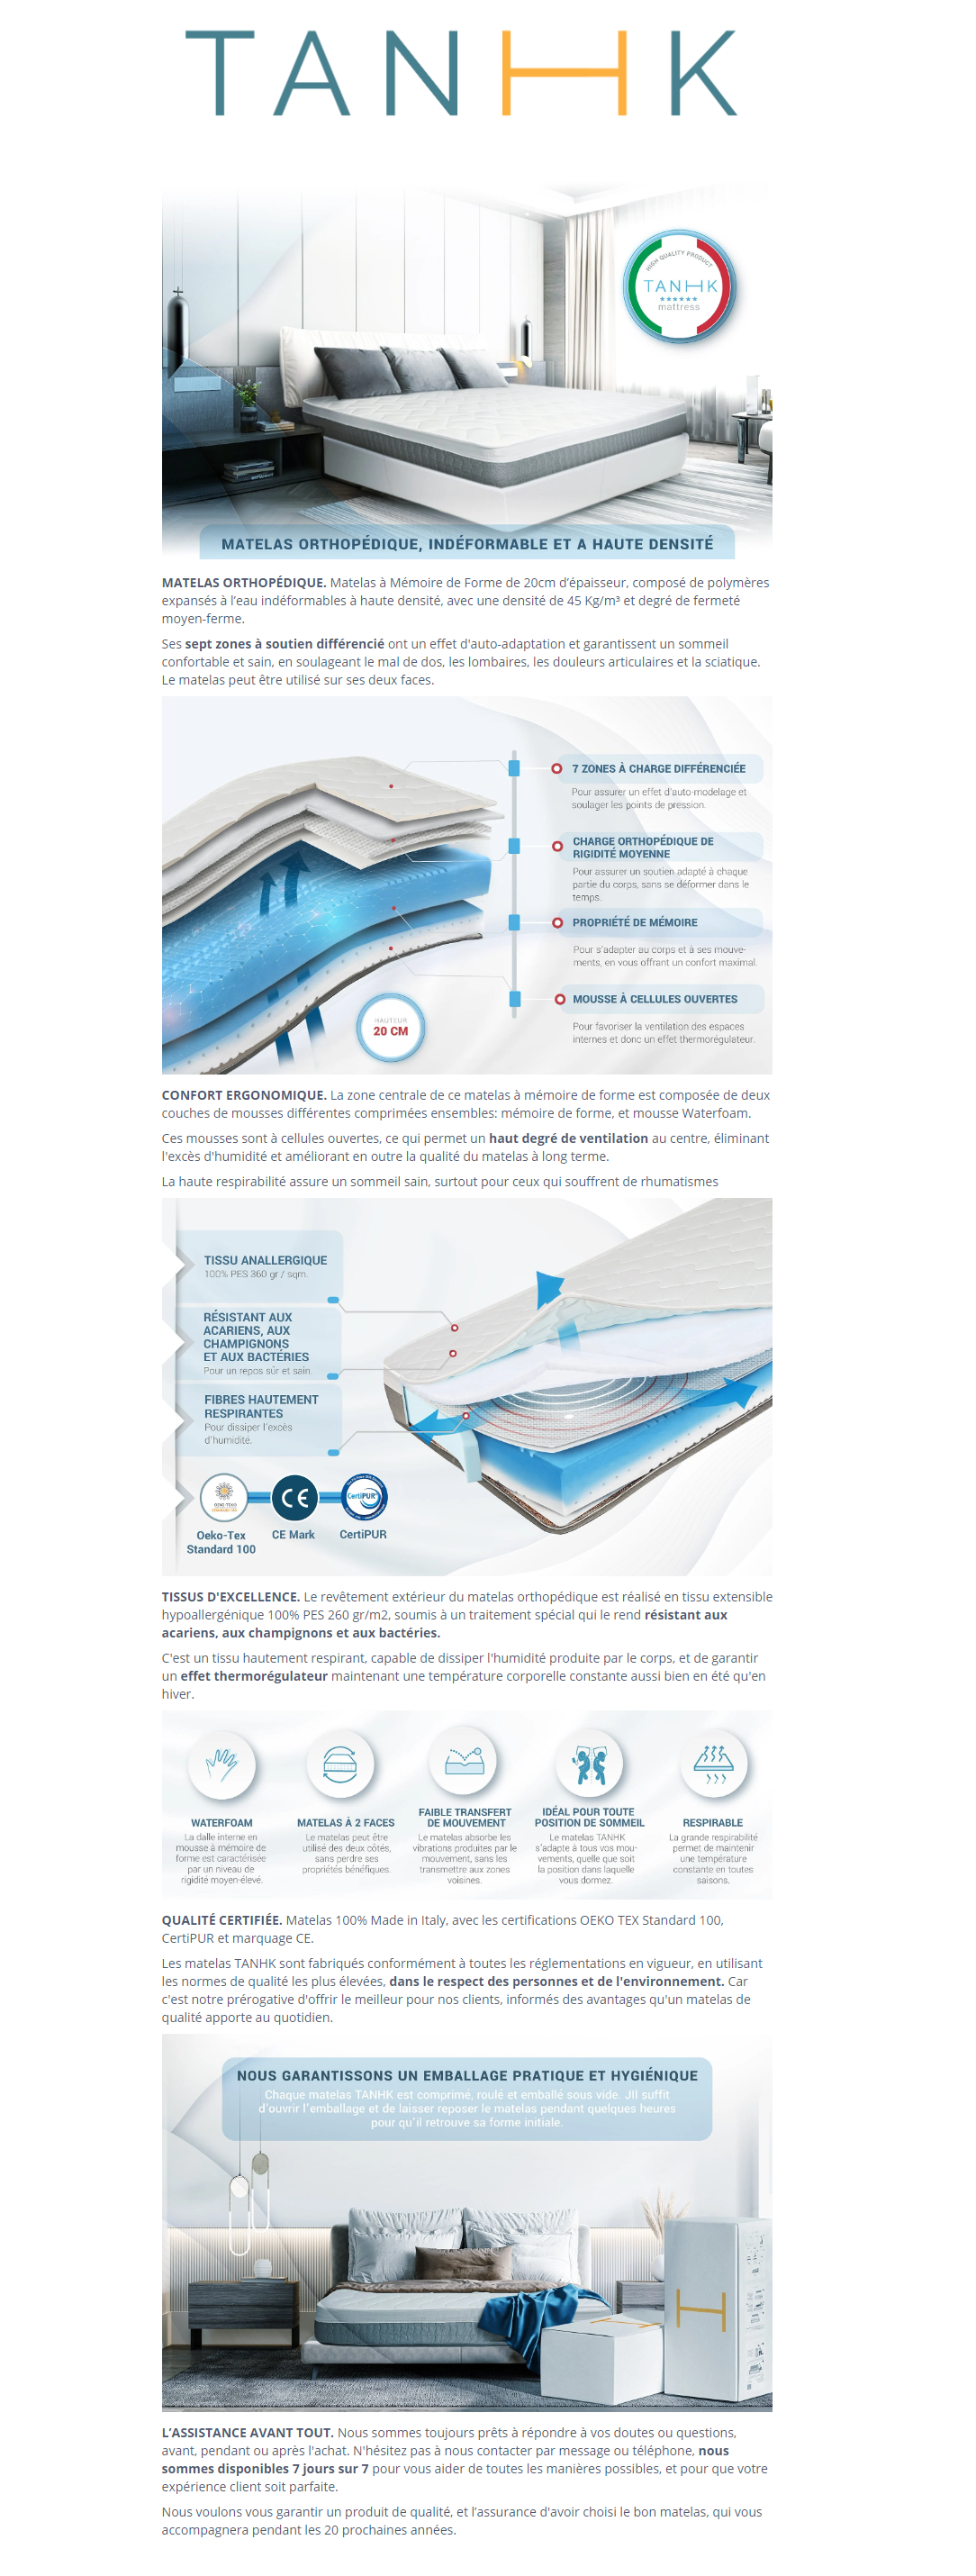 TANHK
HIGH QUALITY PRODUCT
TANHK
mattress
MATELAS ORTHOPÉDIQUE, INDÉFORMABLE ET A HAUTE DENSITÉ
MATELAS ORTHOPÉDIQUE. Matelas à Mémoire de Forme de 20cm d'épaisseur, composé de polymères
expansés à l'eau indéformables à haute densité, avec une densité de 45 Kg/m³ et degré de fermeté
moyen-ferme.
Ses sept zones à soutien différencié ont un effet d'auto-adaptation et garantissent un sommeil
confortable et sain, en soulageant le mal de dos, les lombaires, les douleurs articulaires et la sciatique.
Le matelas peut être utilisé sur ses deux faces.
7 ZONES À CHARGE DIFFÉRENCIÉE
Pour assurer un effet d'auto-modelage et
soulager les points de pression.
CHARGE ORTHOPÉDIQUE DE
RIGIDITÉ MOYENNE
Pour assurer un soutien adapté à chaque
partie du corps, sans se déformer dans le
temps.
PROPRIÉTÉ DE MÉMOIRE
Pour s'adapter au corps et à ses mouve-
ments, en vous offrant un confort maximal.
MOUSSE À CELLULES OUVERTES
Pour favoriser la ventilation des espaces
internes et donc un effet thermorégulateur.
HAUTEUR
20 CM
CONFORT ERGONOMIQUE. La zone centrale de ce matelas à mémoire de forme est composée de deux
couches de mousses différentes comprimées ensembles: mémoire de forme, et mousse Waterfoam.
Ces mousses sont à cellules ouvertes, ce qui permet un haut degré de ventilation au centre, éliminant
l'excès d'humidité et améliorant en outre la qualité du matelas à long terme.
La haute respirabilité assure un sommeil sain, surtout pour ceux qui souffrent de rhumatismes
TISSU ANALLERGIQUE
100% PES 360 gr / sqm.
RÉSISTANT AUX
ACARIENS, AUX
CHAMPIGNONS
ET AUX BACTÉRIES
Pour un repos sûr et sain.
FIBRES HAUTEMENT
RESPIRANTES
Pour dissiper l'excès
d'humidité.
OEKO-TEX
CE
CertiPUR
Oeko-Tex
Standard 100
CE Mark
CertiPUR
TISSUS D'EXCELLENCE. Le revêtement extérieur du matelas orthopédique est réalisé en tissu extensible
hypoallergénique 100% PES 260 gr/m2, soumis à un traitement spécial qui le rend résistant aux
acariens, aux champignons et aux bactéries.
C'est un tissu hautement respirant, capable de dissiper l'humidité produite par le corps, et de garantir
un effet thermorégulateur maintenant une température corporelle constante aussi bien en été qu'en
hiver.
WATERFOAM
La dalle interne en
mousse à mémoire de
forme est caractérisée
par un niveau de
rigidité moyen-élevé.
MATELAS À 2 FACES
Le matelas peut être
utilisé des deux côtés,
sans perdre ses
propriétés bénéfiques.
FAIBLE TRANSFERT
DE MOUVEMENT
Le matelas absorbe les
vibrations produites par le
mouvement, sans les
transmettre aux zones
voisines.
IDÉAL POUR TOUTE
POSITION DE SOMMEIL
Le matelas TANHK
s'adapte à tous vos mou-
vements, quelle que soit
la position dans laquelle
vous dormez.
RESPIRABLE
La grande respirabilité
permet de maintenir
une température
constante en toutes
saisons.
QUALITÉ CERTIFIÉE. Matelas 100% Made in Italy, avec les certifications OEKO TEX Standard 100,
CertiPUR et marquage CE.
Les matelas TANHK sont fabriqués conformément à toutes les réglementations en vigueur, en utilisant
les normes de qualité les plus élevées, dans le respect des personnes et de l'environnement. Car
c'est notre prérogative d'offrir le meilleur pour nos clients, informés des avantages qu'un matelas de
qualité apporte au quotidien.
NOUS GARANTISSONS UN EMBALLAGE PRATIQUE ET HYGIÉNIQUE
Chaque matelas TANHK est comprimé, roulé et emballé sous vide. JIl suffit
d'ouvrir l'emballage et de laisser reposer le matelas pendant quelques heures
pour qu'il retrouve sa forme initiale.
L'ASSISTANCE AVANT TOUT. Nous sommes toujours prêts à répondre à vos doutes ou questions,
avant, pendant ou après l'achat. N'hésitez pas à nous contacter par message ou téléphone, nous
sommes disponibles 7 jours sur 7 pour vous aider de toutes les manières possibles, et pour que votre
expérience client soit parfaite.
Nous voulons vous garantir un produit de qualité, et l'assurance d'avoir choisi le bon matelas, qui vous
accompagnera pendant les 20 prochaines années.